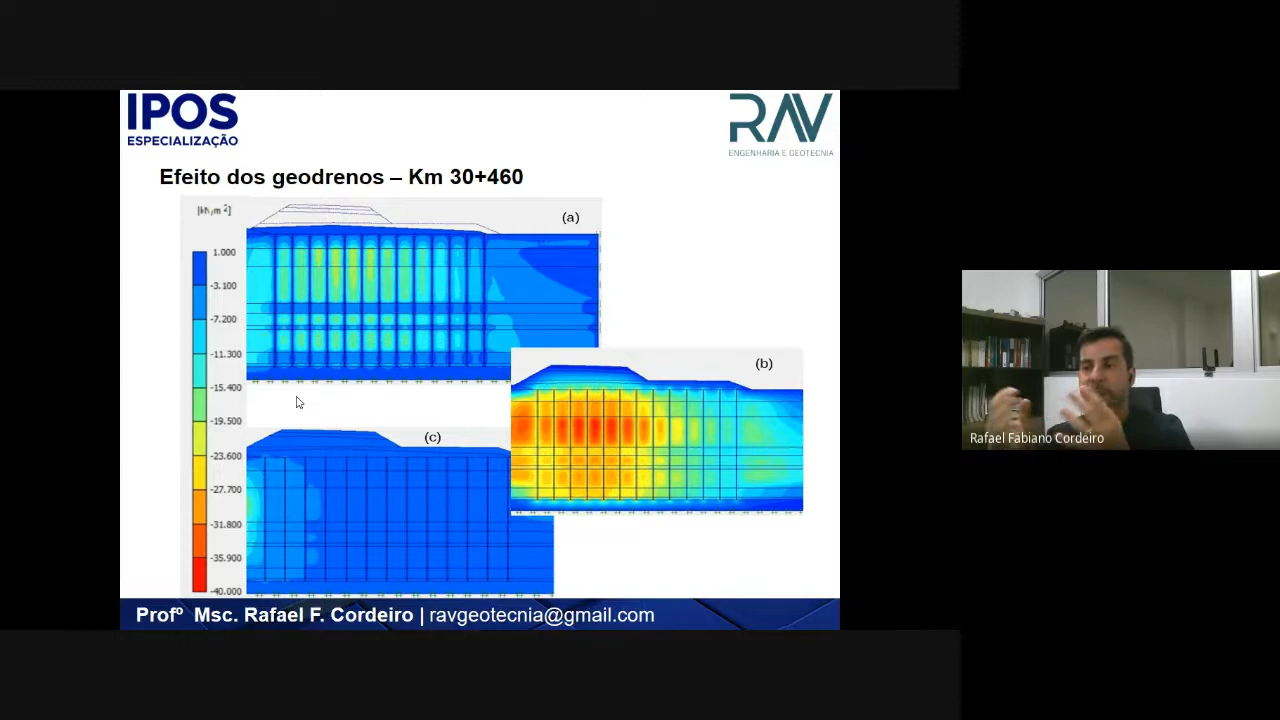 IPOS
ESPECIALIZAÇÃO
RAV
ENGENHARIA E GEOTECNIA
Efeito dos geodrenos – Km 30+460
[kN/m²]
(a)
1.000
-3.100
-7.200
-11.300
-15.400
-19.500
-23.600
-27.700
-31.800
-35.900
-40.000
(b)
(c)
Rafael Fabiano Cordeiro
Profº Msc. Rafael F. Cordeiro | ravgeotecnia@gmail.com